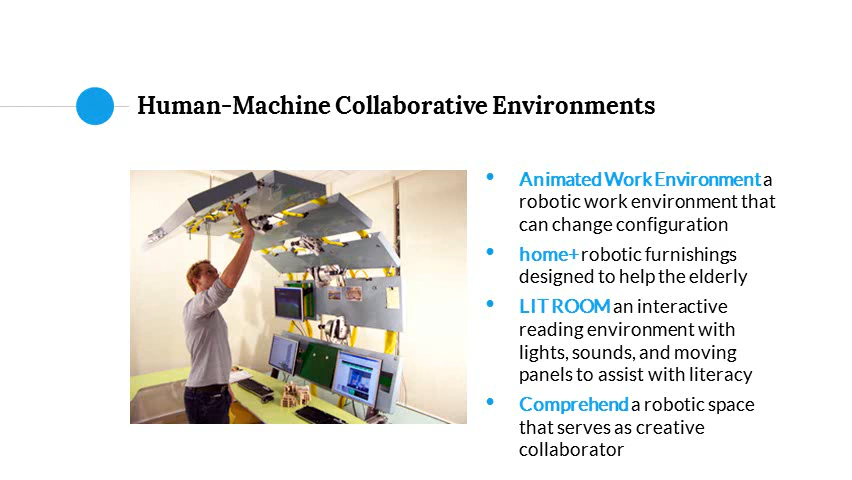 Human-Machine Collaborative Environments
• Animated Work Environment a
robotic work environment that
can change configuration
• home+ robotic furnishings
designed to help the elderly
• LIT ROOM an interactive
reading environment with
lights, sounds, and moving
panels to assist with literacy
• Comprehend a robotic space
that serves as creative
collaborator